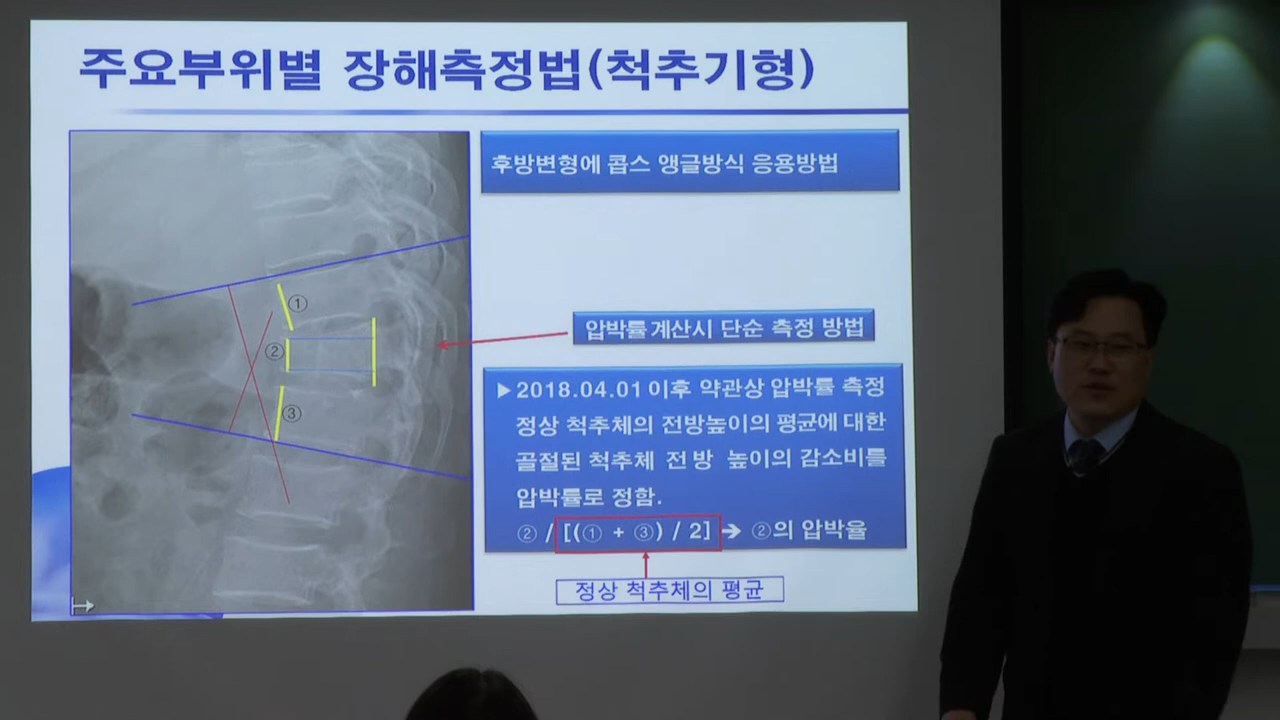 주요부위별 장해측정법(척추기형)
후방변형에 콥스 앵글방식 응용방법
①
②
③
압박률 계산시 단순 측정 방법
▶2018.04.01 이후 약관상 압박률 측정
정상 척추체의 전방높이의 평균에 대한
골절된 척추체 전방 높이의 감소비를
압박률로 정함.
② / [(① + ③) / 2] ➔ ②의 압박율
정상 척추체의 평균